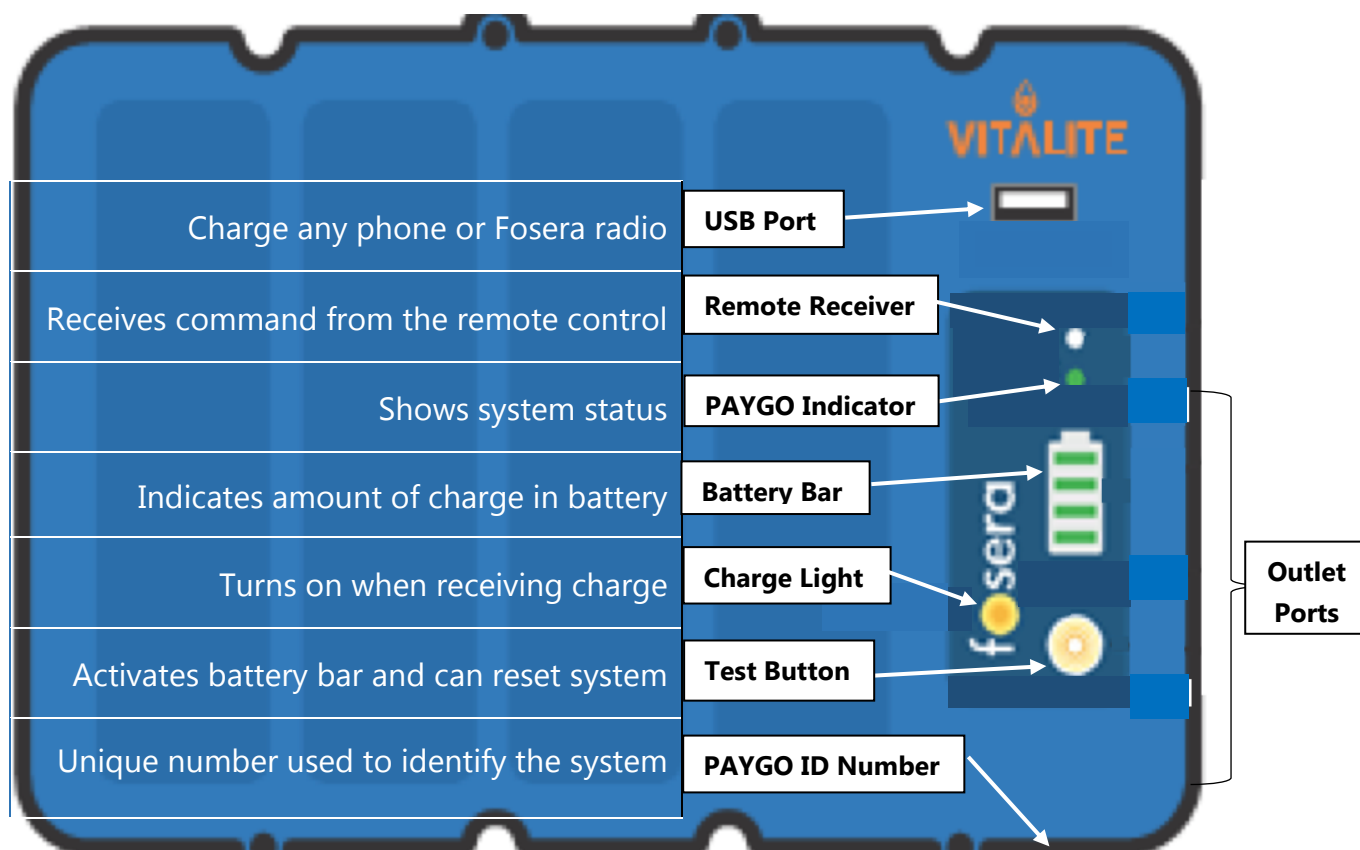 VITALITE
Charge any phone or Fosera radio
USB Port
Receives command from the remote control
Remote Receiver
Shows system status
PAYGO Indicator
Indicates amount of charge in battery
Battery Bar
Turns on when receiving charge
Charge Light
Activates battery bar and can reset system
Test Button
Unique number used to identify the system
PAYGO ID Number
fosera
Outlet
Ports